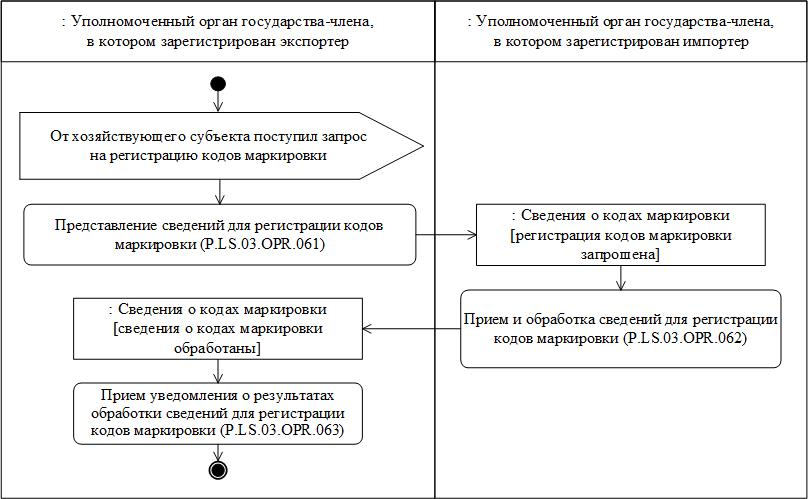 : Уполномоченный орган государства-члена,
в котором зарегистрирован экспортер
: Уполномоченный орган государства-члена,
в котором зарегистрирован импортер
От хозяйствующего субъекта поступил запрос
на регистрацию кодов маркировки
Представление сведений для регистрации кодов
маркировки (P.LS.03.OPR.061)
: Сведения о кодах маркировки
[регистрация кодов маркировки
запрошена]
Прием и обработка сведений для регистрации
кодов маркировки (P.LS.03.OPR.062)
: Сведения о кодах маркировки
[сведения о кодах маркировки
обработаны]
Прием уведомления о результатах
обработки сведений для регистрации
кодов маркировки (P.LS.03.OPR.063)